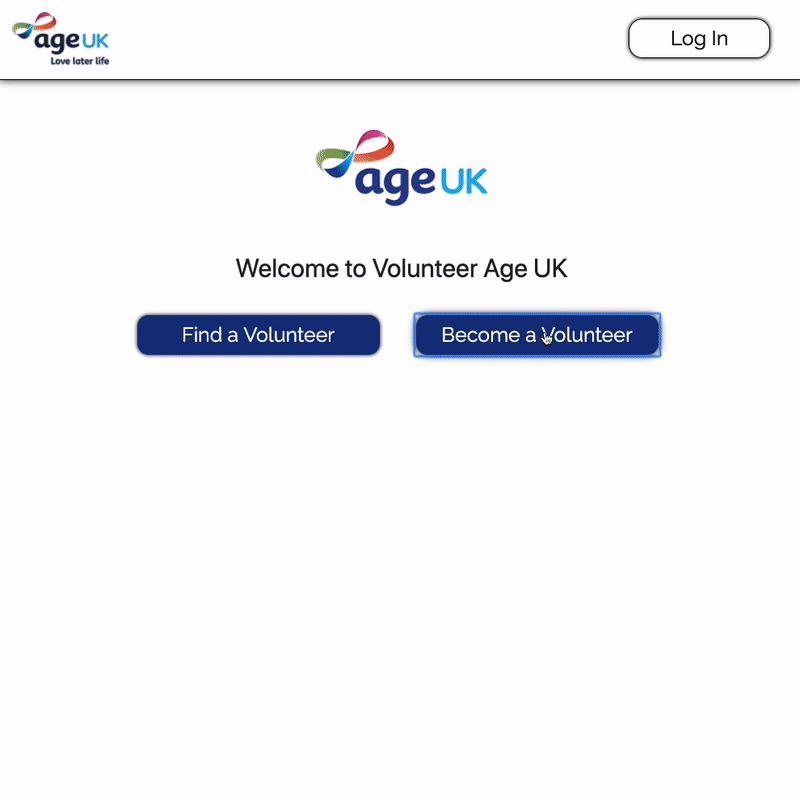 age UK
Love later life
Log In
age UK
Welcome to Volunteer Age UK
Find a Volunteer
Become a Volunteer